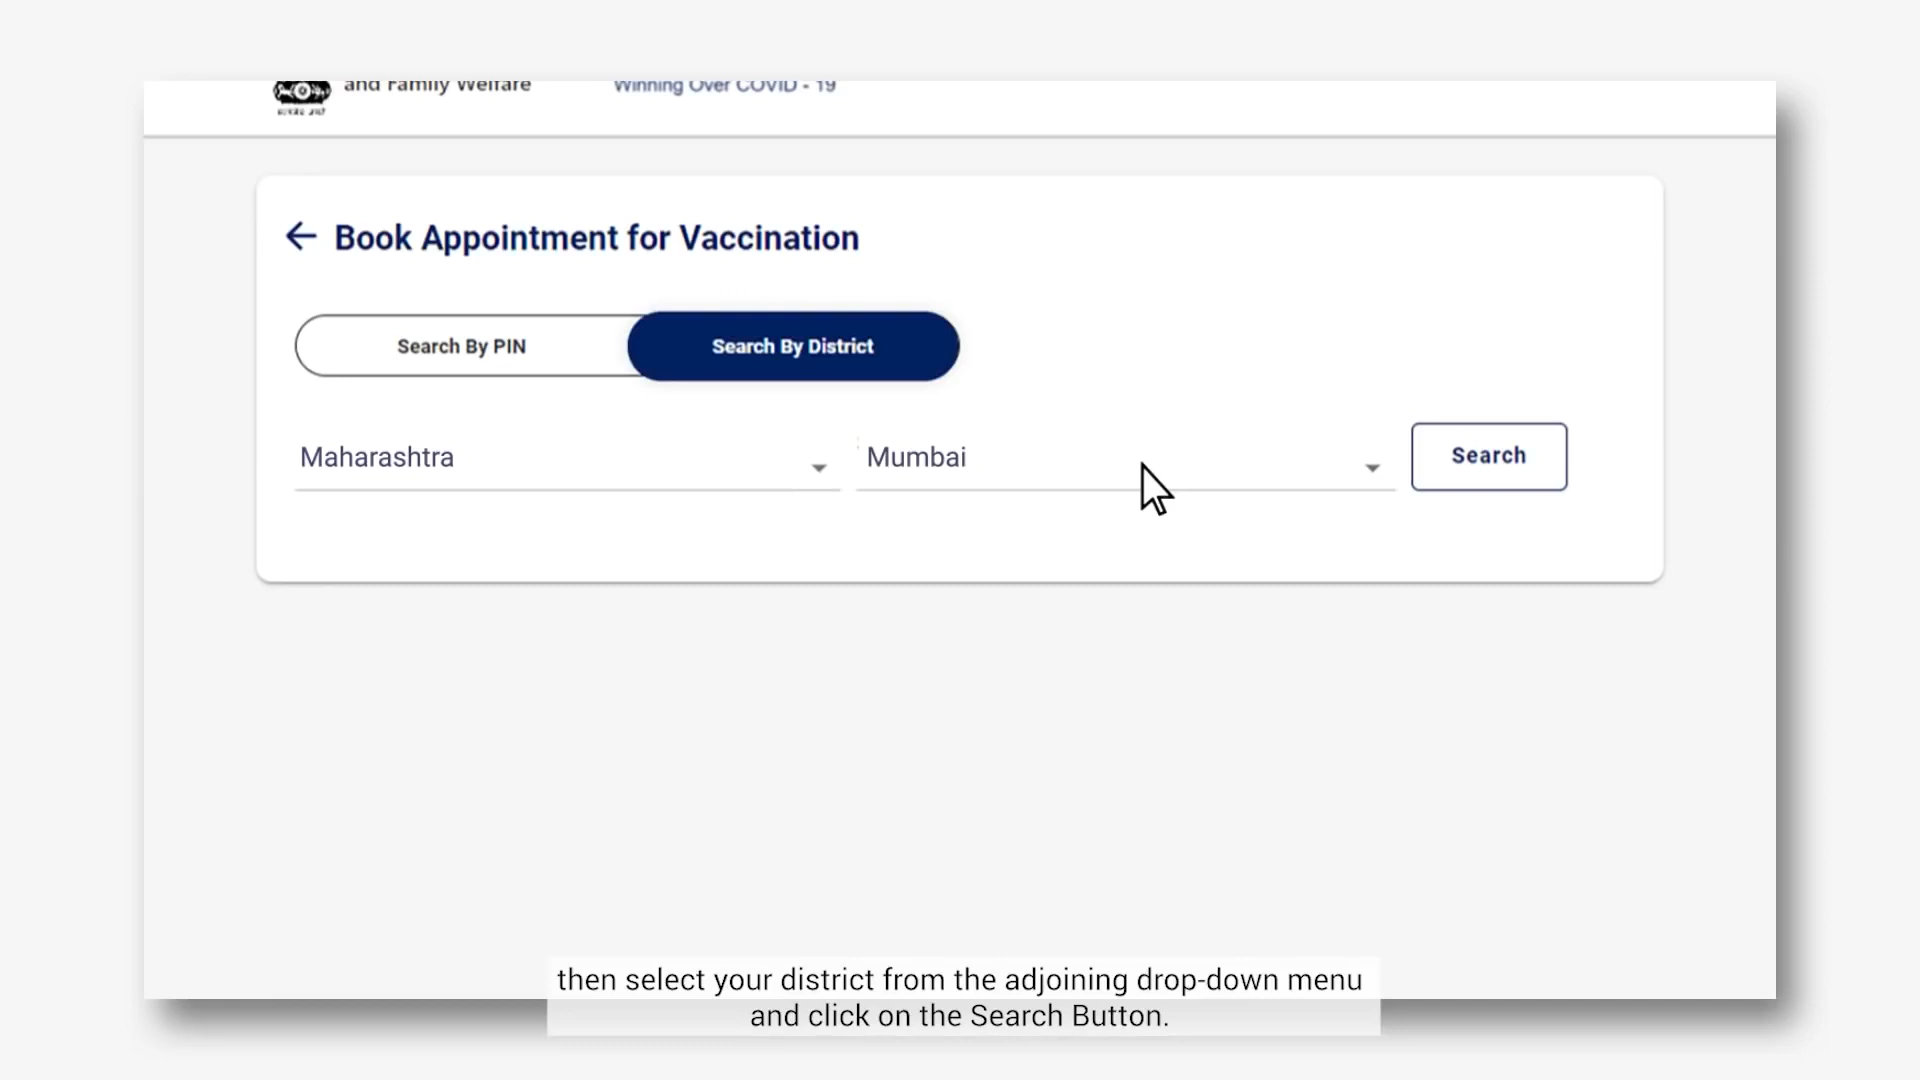 and Family Welfare
Winning Over COVID - 19
Book Appointment for Vaccination
Search By PIN
Search By District
Maharashtra
Mumbai
Search
then select your district from the adjoining drop-down menu
and click on the Search Button.